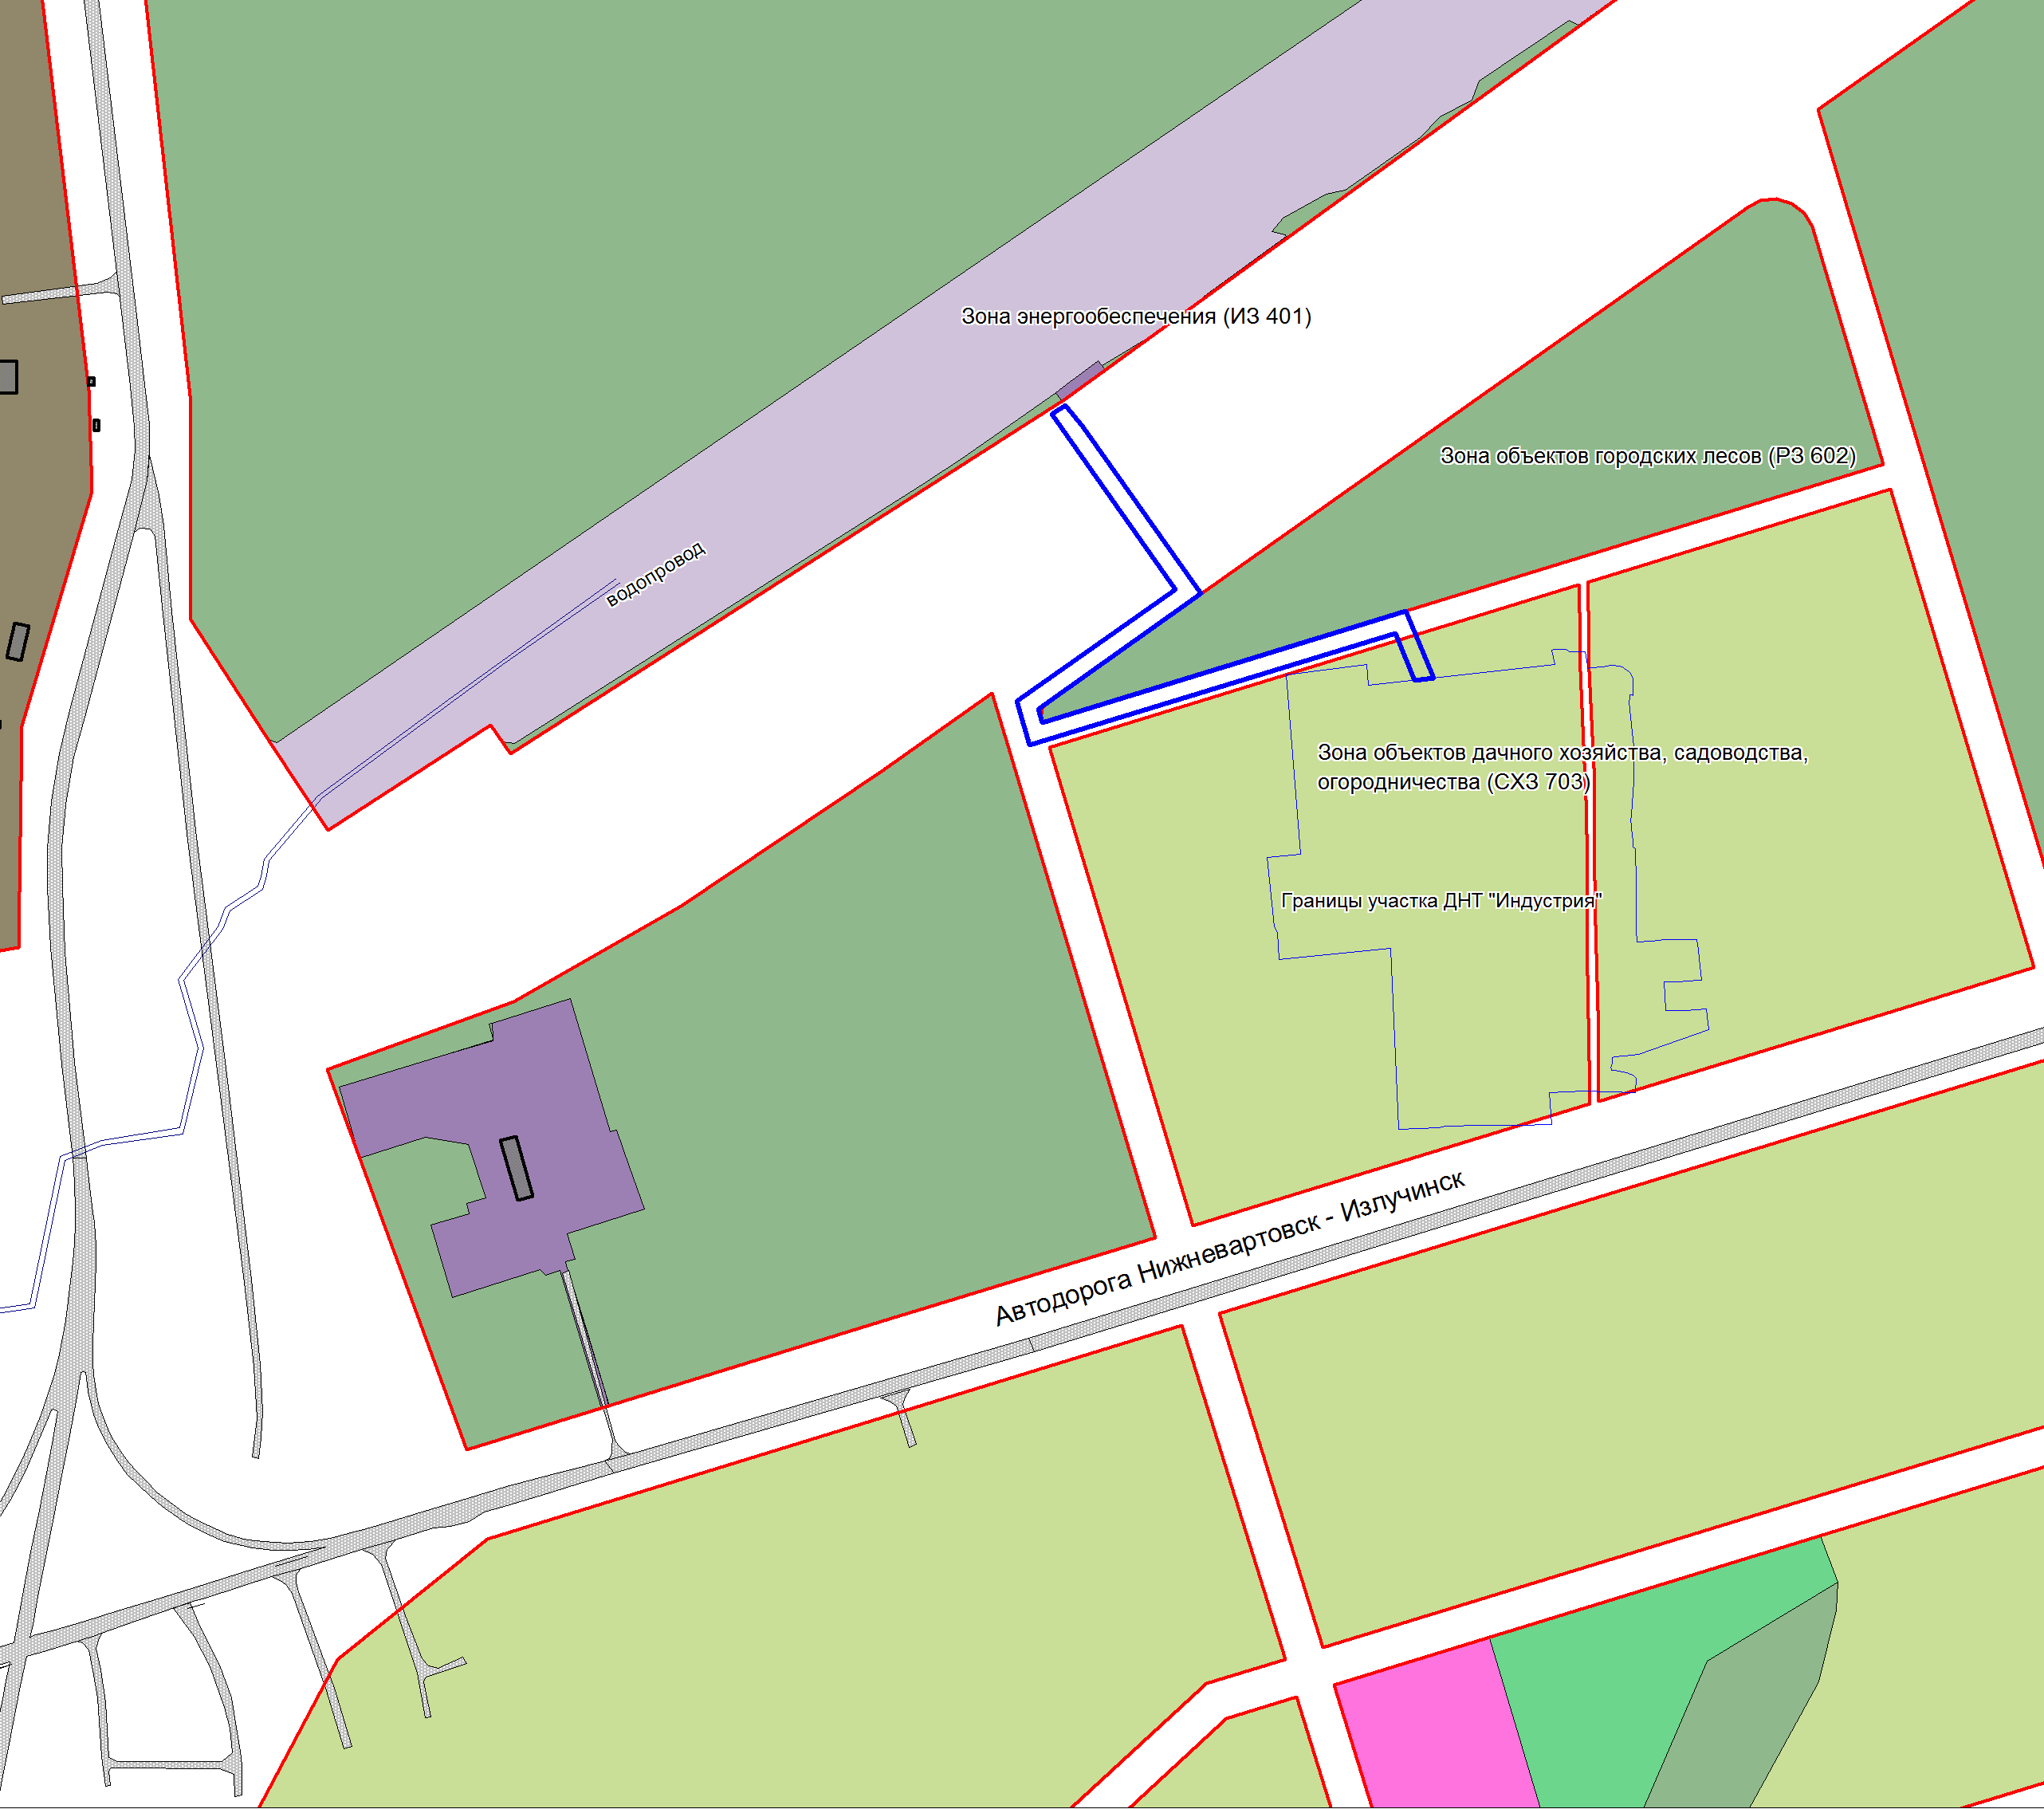 Зона энергообеспечения (ИЗ 401)
Зона объектов городских лесов (РЗ 602)
водопровод
Зона объектов дачного хозяйства, садоводства,
огородничества (СХЗ 703)
Границы участка ДНТ "Индустрия"
Автодорога Нижневартовск - Излучинск